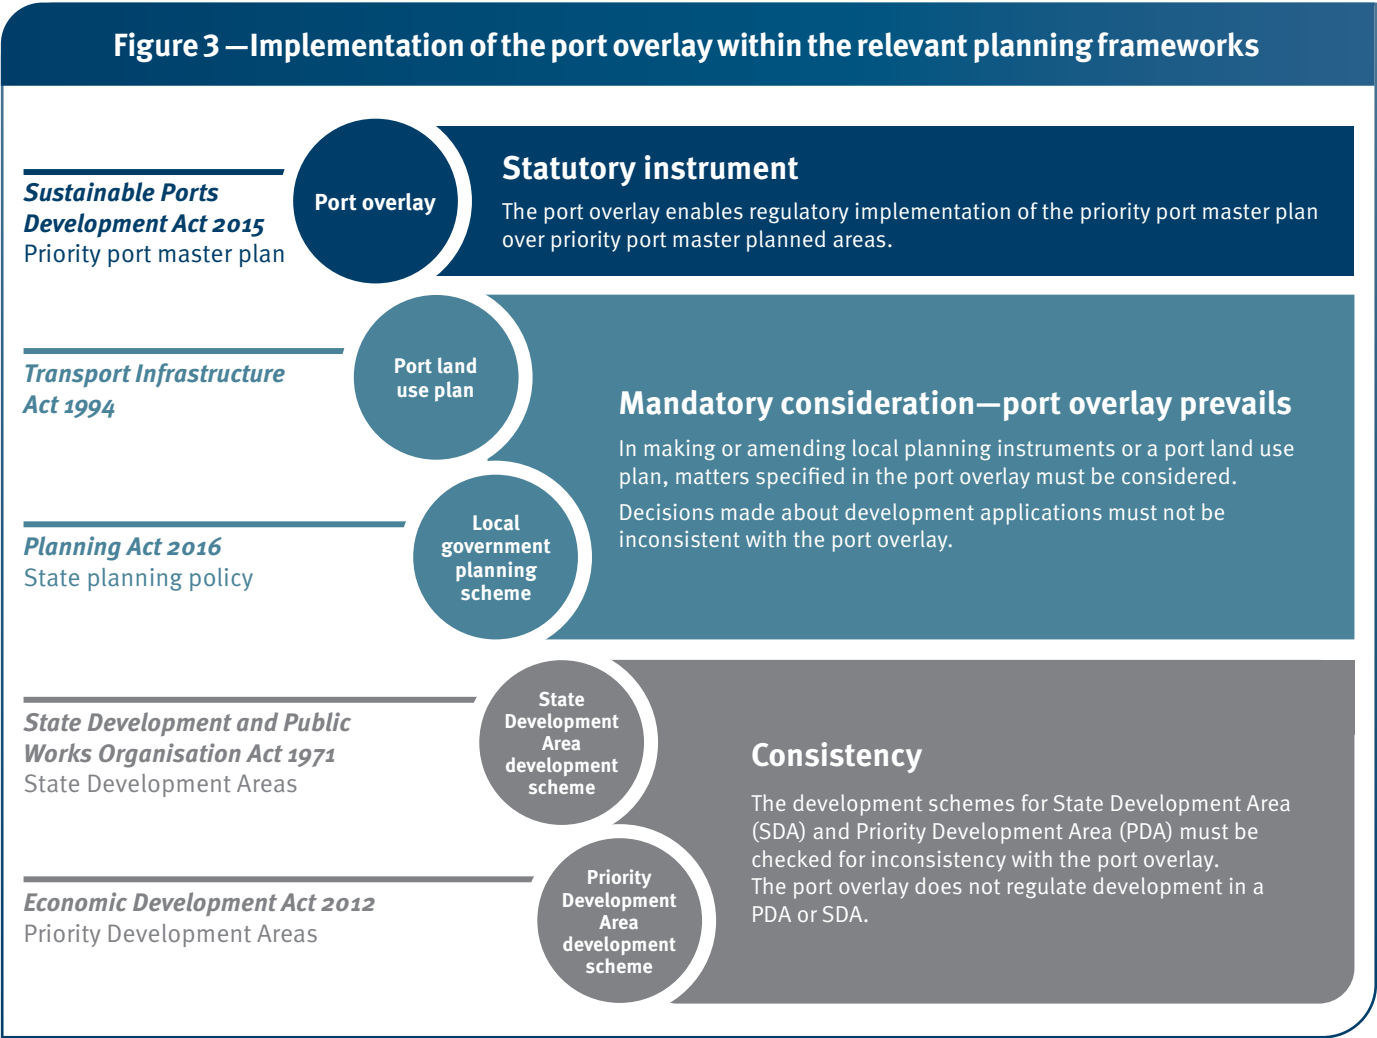 Figure 3 —Implementation of the port overlay within the relevant planning frameworks
Sustainable Ports
Development Act 2015
Priority port master plan
Port overlay
Statutory instrument
The port overlay enables regulatory implementation of the priority port master plan
over priority port master planned areas.
Transport Infrastructure
Act 1994
Port land
use plan
Planning Act 2016
State planning policy
Local
government
planning
scheme
Mandatory consideration—port overlay prevails
In making or amending local planning instruments or a port land use
plan, matters specified in the port overlay must be considered.
Decisions made about development applications must not be
inconsistent with the port overlay.
State Development and Public
Works Organisation Act 1971
State Development Areas
State
Development
Area
development
scheme
Economic Development Act 2012
Priority Development Areas
Priority
Development
Area
development
scheme
Consistency
The development schemes for State Development Area
(SDA) and Priority Development Area (PDA) must be
checked for inconsistency with the port overlay.
The port overlay does not regulate development in a
PDA or SDA.